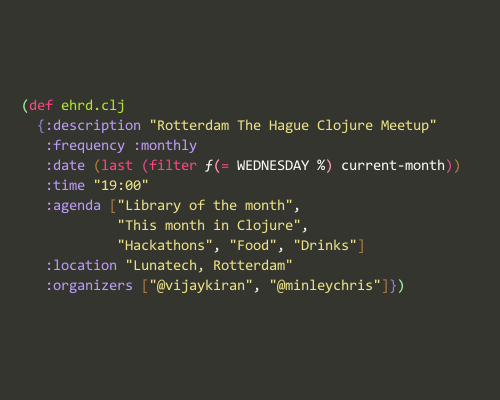 (def ehrd.clj
{:description "Rotterdam The Hague Clojure Meetup"
:frequency :monthly
:date (last (filter ƒ(= WEDNESDAY %) current-month))
:time "19:00"
:agenda ["Library of the month",
"This month in Clojure",
"Hackathons", "Food", "Drinks"]
:location "Lunatech, Rotterdam"
:organizers ["@vijaykiran", "@minleychris"]})